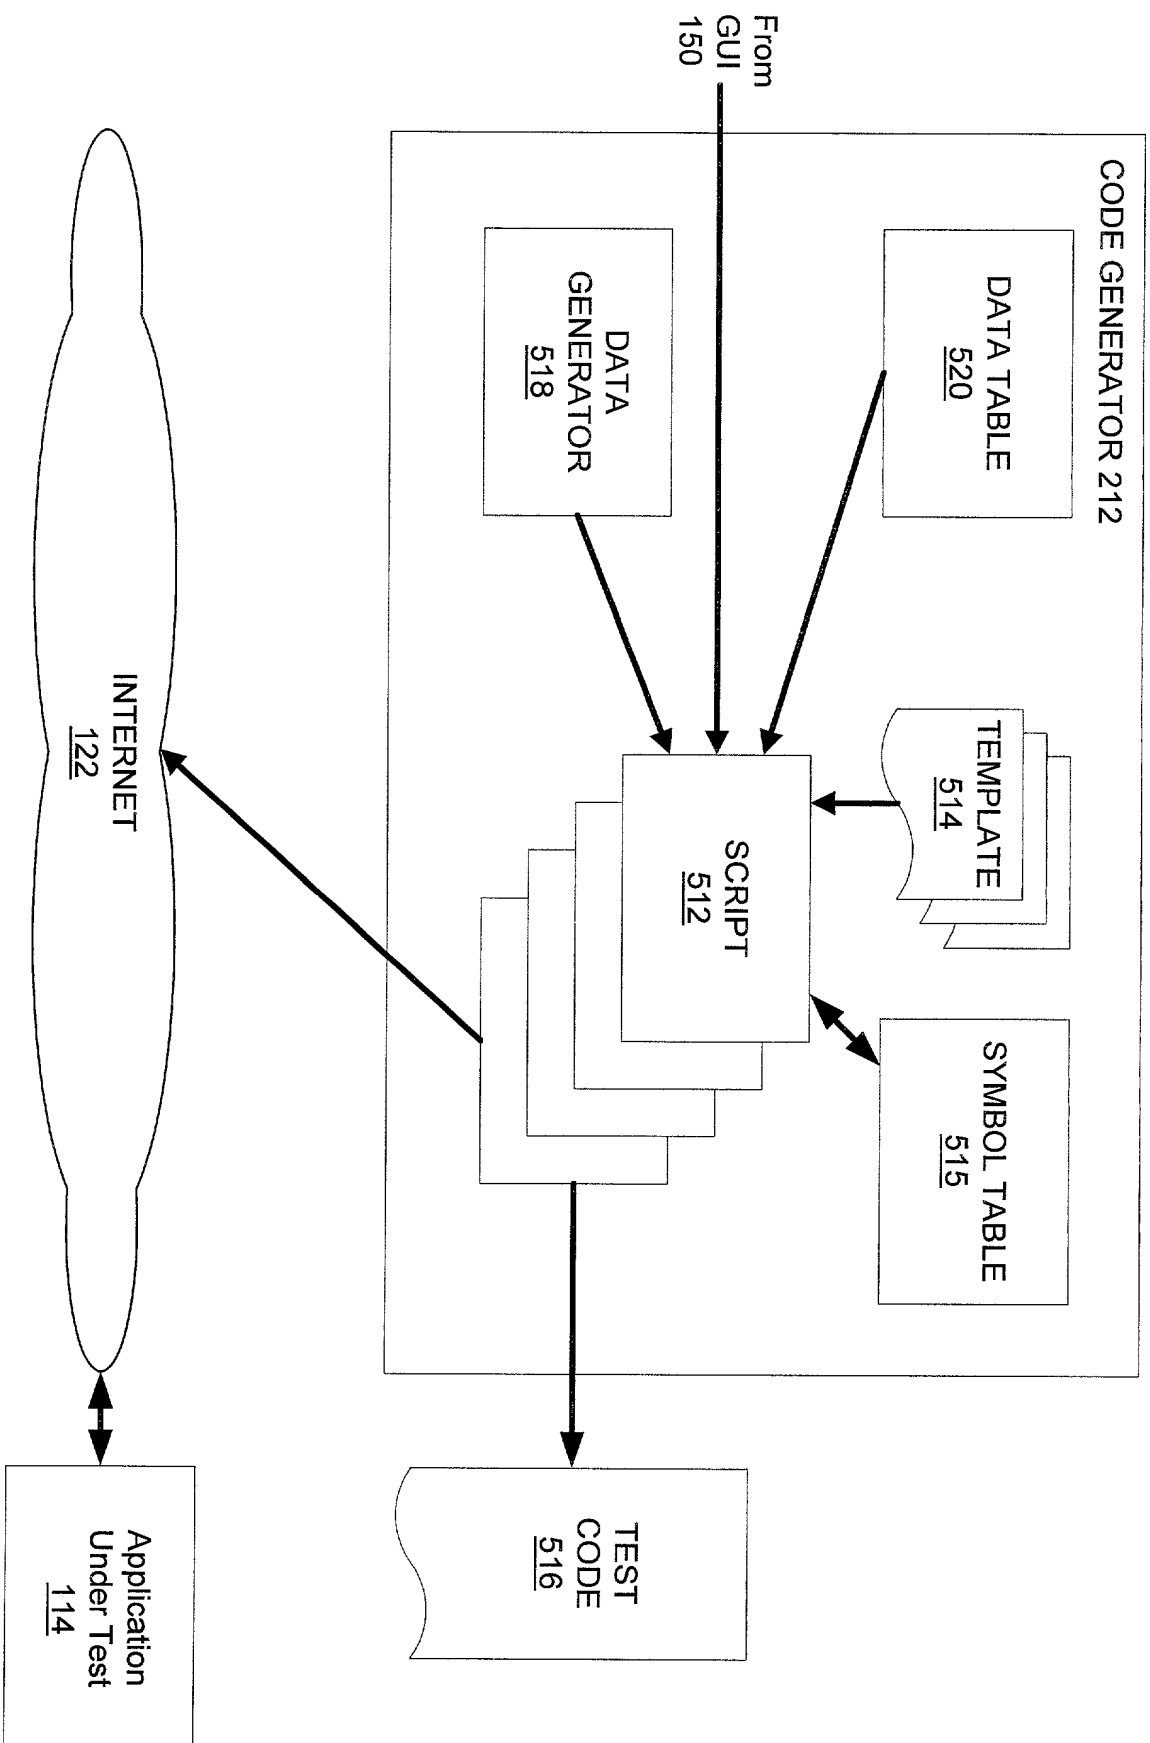 CODE GENERATOR 212
DATA TABLE
520
TEMPLATE
514
SYMBOL TABLE
515
From
GUI
150
SCRIPT
512
DATA
GENERATOR
518
TEST
CODE
516
INTERNET
122
Application
Under Test
114